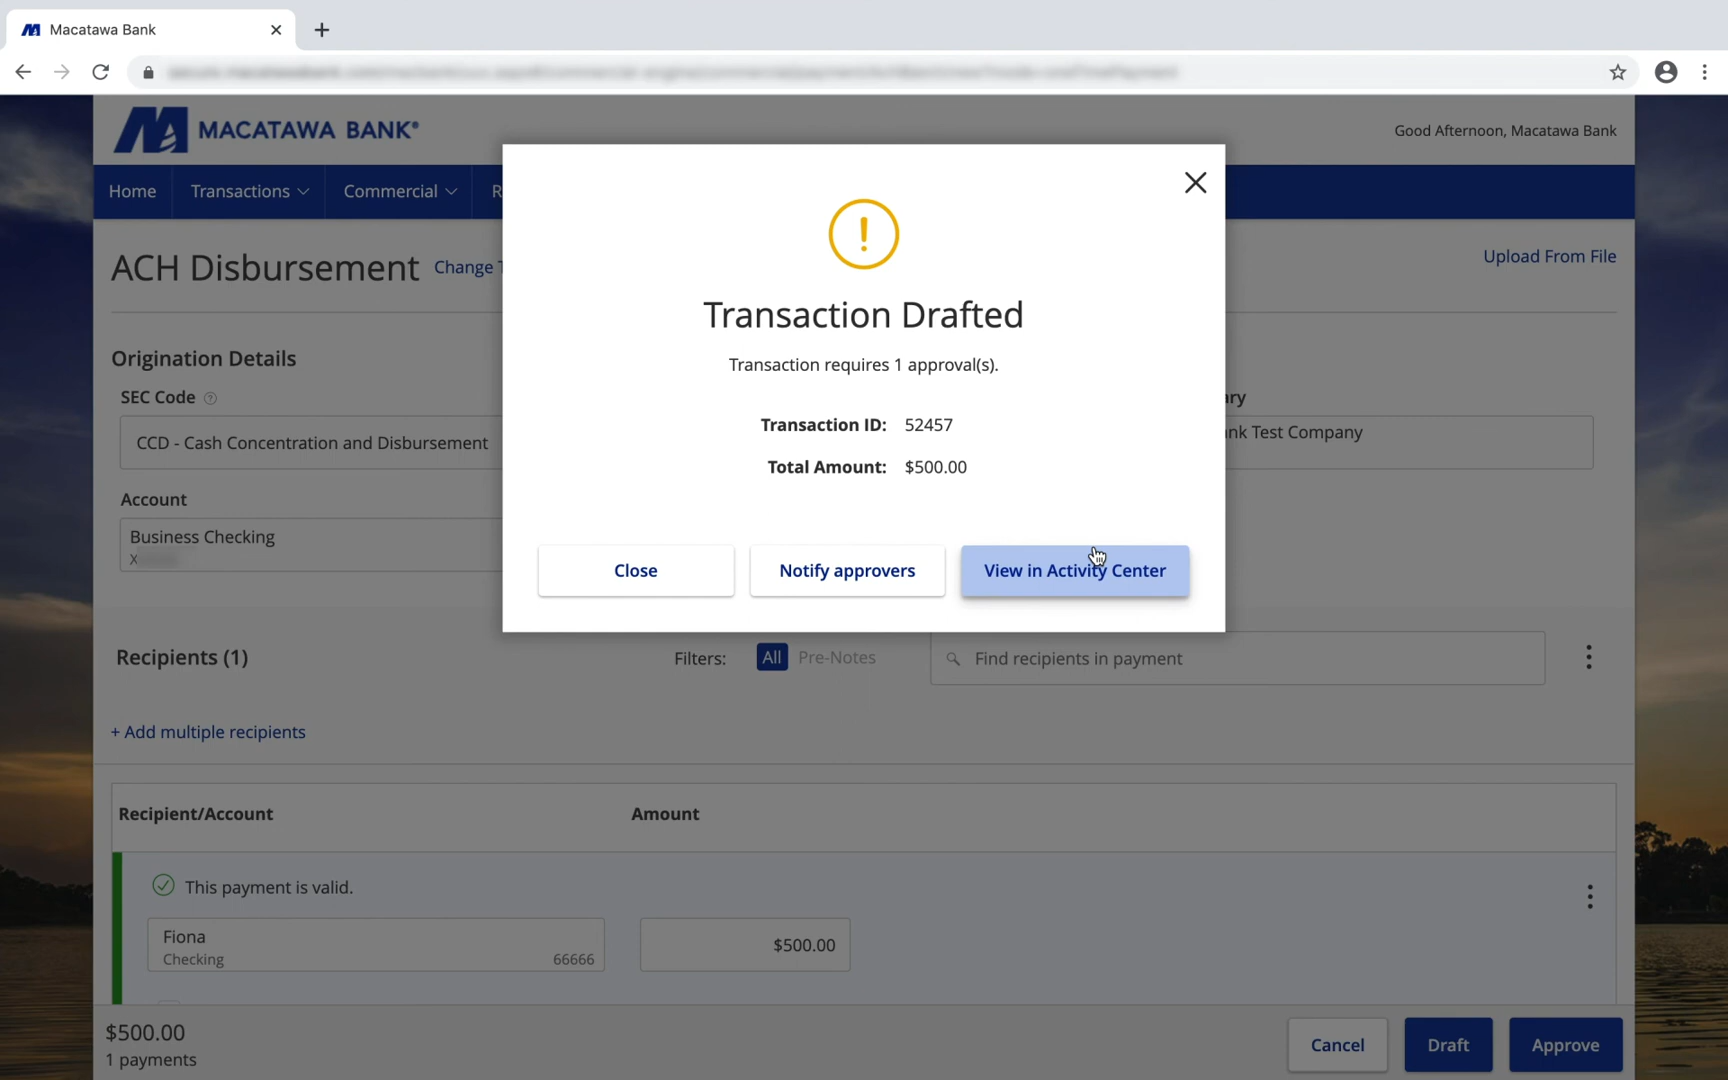 Macatawa Bank
MACATAWA BANK®
Good Afternoon, Macatawa Bank
Home
Transactions
Commercial
R
ACH Disbursement
Change T
Upload From File
Origination Details
SEC Code
CCD - Cash Concentration and Disbursement
ary
ank Test Company
Account
Business Checking
X
!
Transaction Drafted
Transaction requires 1 approval(s).
Transaction ID: 52457
Total Amount: $500.00
Close
Notify approvers
View in Activity Center
Recipients (1)
Filters: All Pre-Notes
Find recipients in payment
+ Add multiple recipients
Recipient/Account
Amount
This payment is valid.
Fiona
Checking 66666
$500.00
$500.00
1 payments
Cancel
Draft
Approve